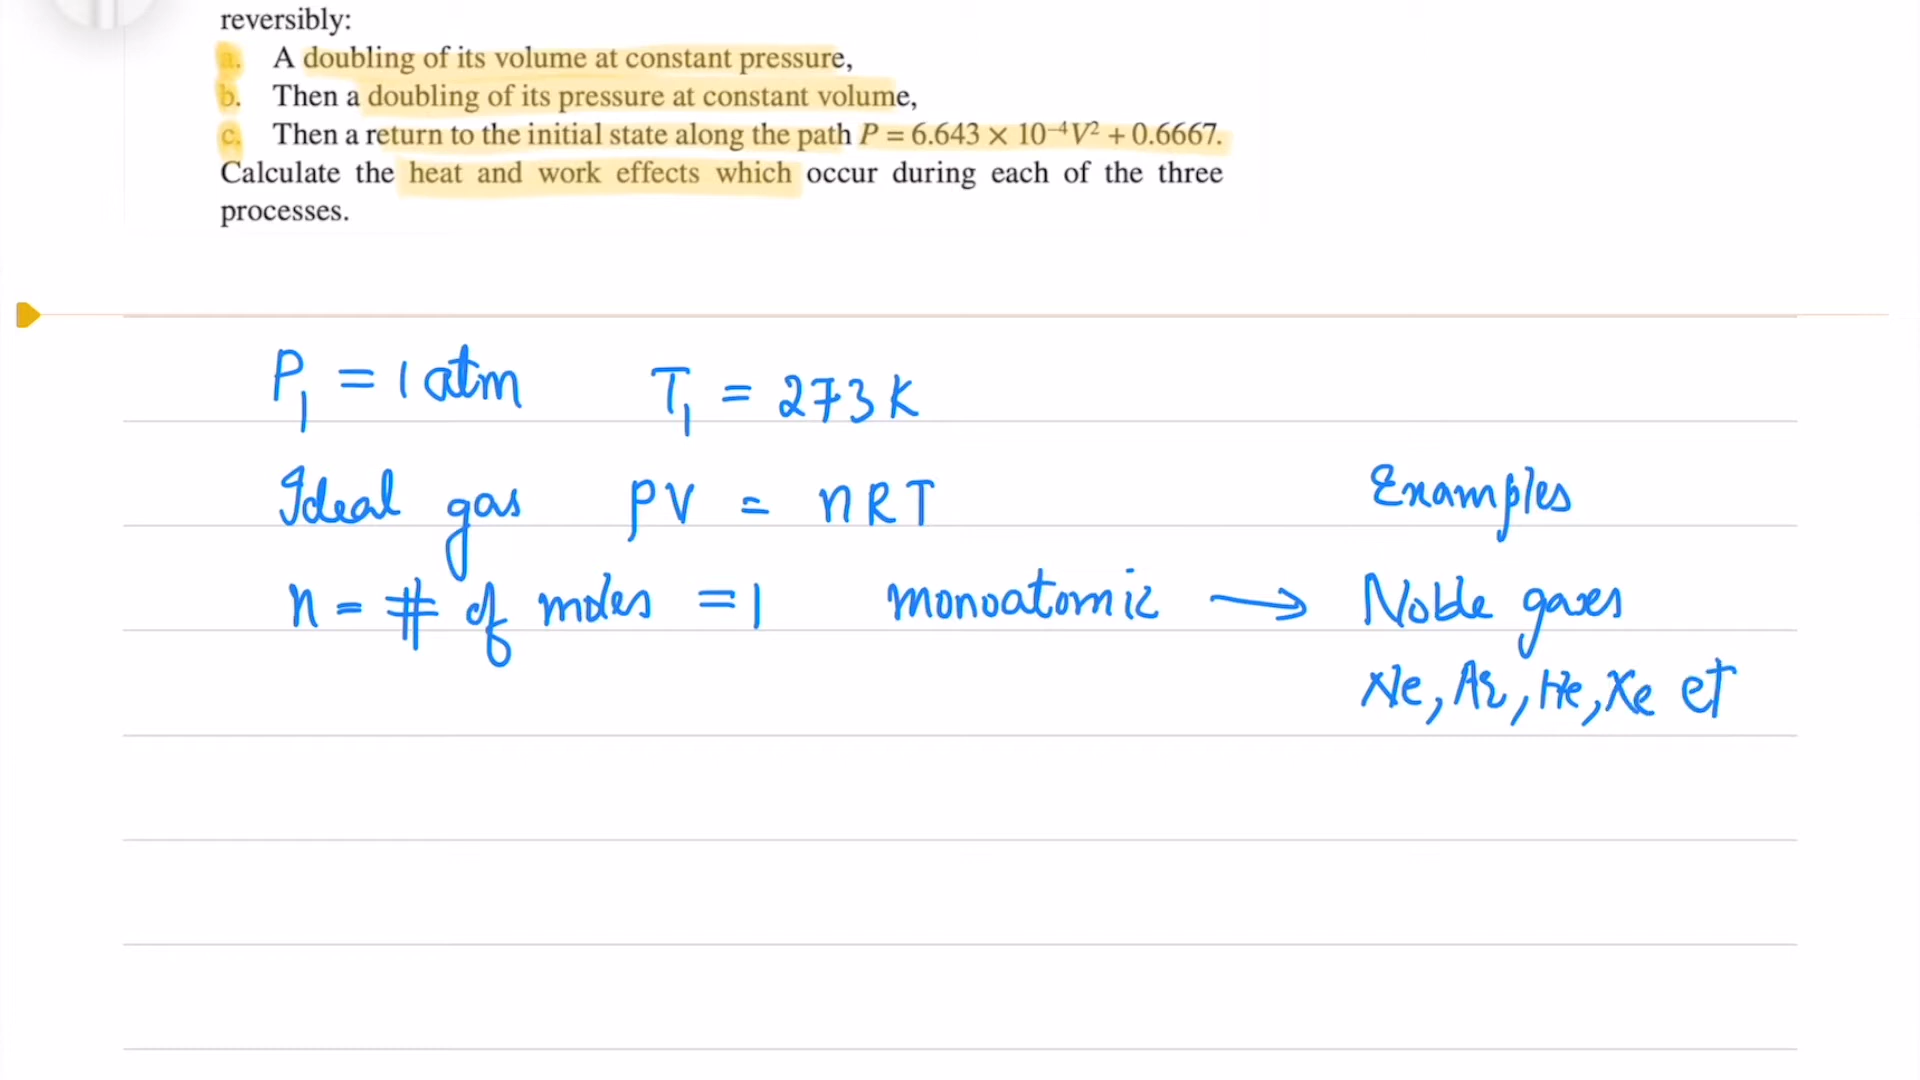 reversibly:
a. A doubling of its volume at constant pressure,
b. Then a doubling of its pressure at constant volume,
c. Then a return to the initial state along the path P = 6.643 × 10⁻⁴V² + 0.6667.
Calculate the heat and work effects which occur during each of the three
processes.
P₁ = 1 atm T₁ = 273 K
Ideal gas PV = nRT Examples
n = # of moles = 1 monoatomic → Noble gases
Ne, Ar, He, Xe et